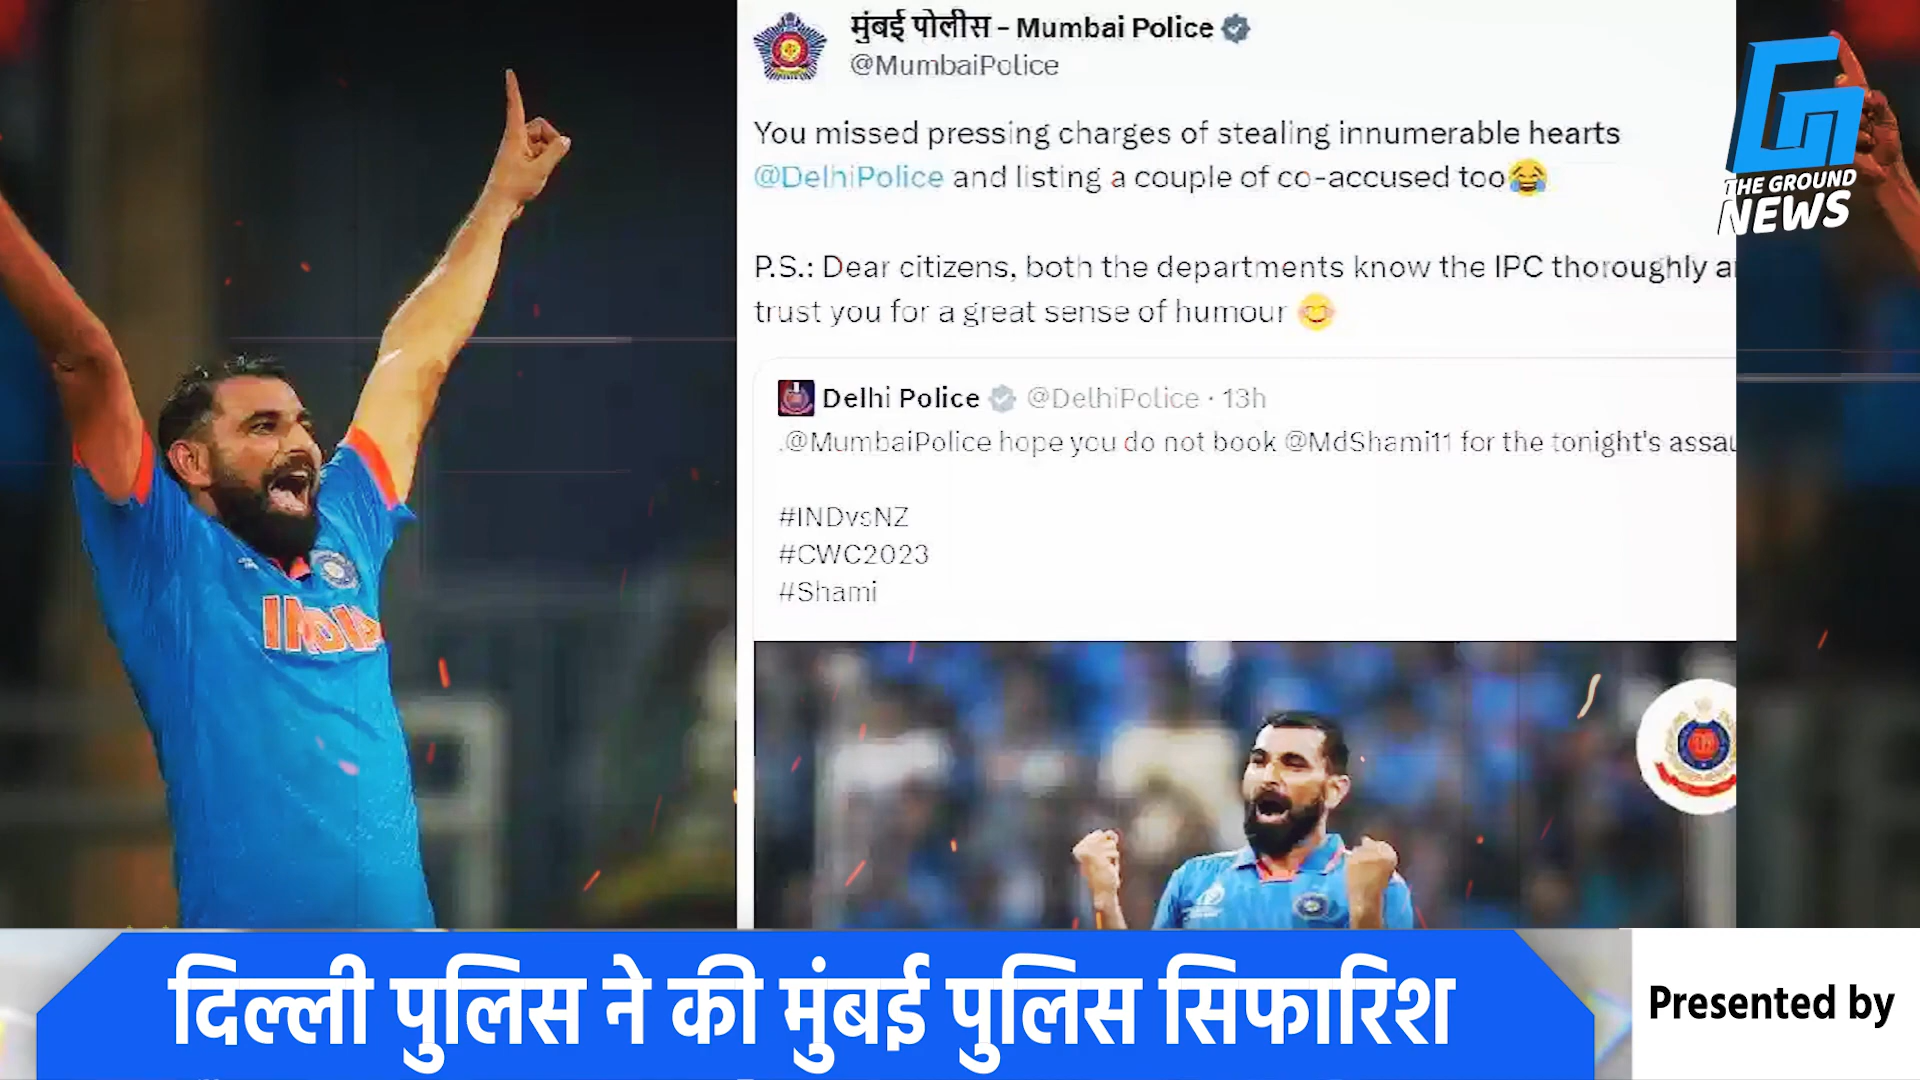 मुंबई पोलीस - Mumbai Police
@MumbaiPolice
You missed pressing charges of stealing innumerable hearts
@DelhiPolice and listing a couple of co-accused too😂
P.S.: Dear citizens, both the departments know the IPC thoroughly
trust you for a great sense of humour 😊
Delhi Police @DelhiPolice · 13h
.@MumbaiPolice hope you do not book @MdShami11 for the tonight's
#INDvsNZ
#CWC2023
#Shami
THE GROUND
NEWS
INDIA
दिल्ली पुलिस ने की मुंबई पुलिस सिफारिश
Presented by